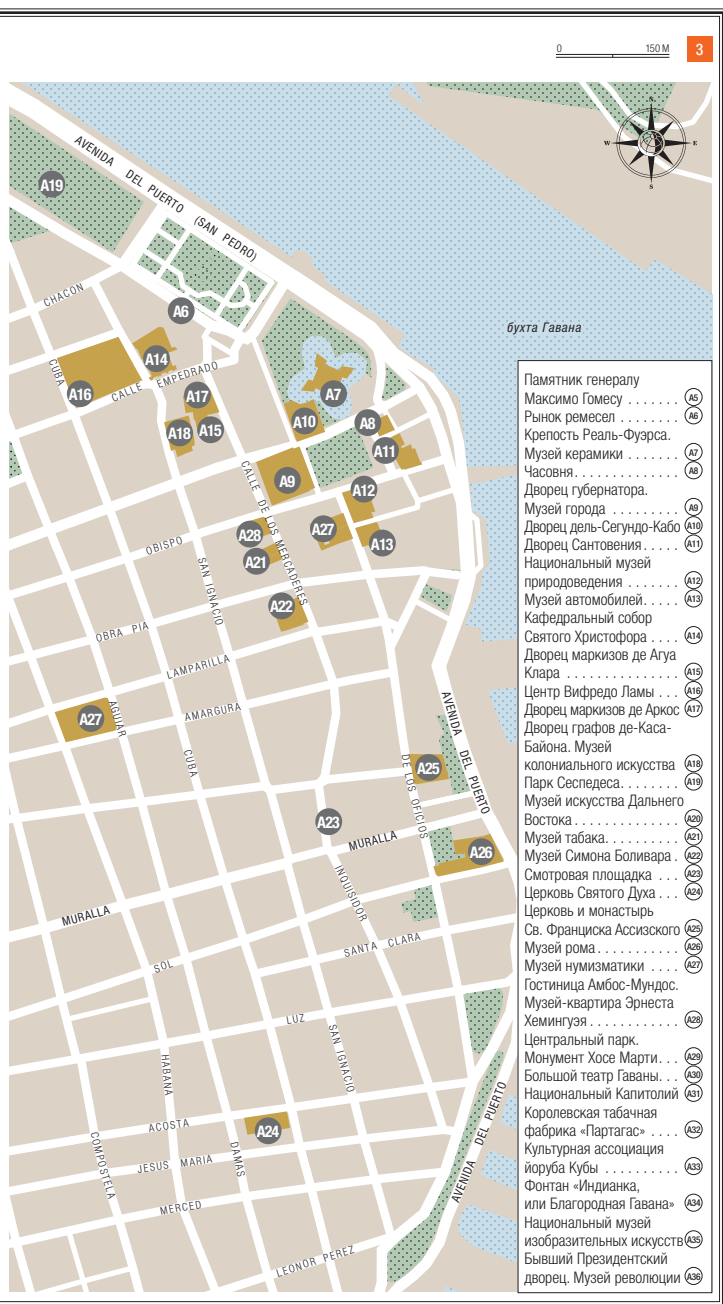 0 150 М 3
N
W E
S
AVENIDA DEL PUERTO (SAN PEDRO)
A19
CHACON
A6
бухта Гавана
CUBA
A14
A16
CALLE EMPEDRADO
A17
A7
A18
A15
A10
A8
A11
A9
A12
CALLE DE LOS MERCADERES
A28
A27
A13
OBISPO
A21
SAN IGNACIO
A22
OBRA PIA
LAMPARILLA
A27
AGUIAR
AMARGURA
AVENIDA DEL PUERTO
CUBA
A25
DE LOS OFICIOS
A23
MURALLA
A26
INQUISIDOR
MURALLA
SANTA CLARA
SOL
LUZ
SAN IGNACIO
HABANA
ACOSTA
A24
COMPOSTELA
DAMAS
JESUS MARIA
AVENIDA DEL PUERTO
MERCED
LEONOR PEREZ
Памятник генералу
Максимо Гомесу . . . . . . . A5
Рынок ремесел . . . . . . . . A6
Крепость Реаль-Фуэрса.
Музей керамики . . . . . . . A7
Часовня. . . . . . . . . . . . . . A8
Дворец губернатора.
Музей города . . . . . . . . . A9
Дворец дель-Сегундо-Кабо A10
Дворец Сантовения. . . . . A11
Национальный музей
природоведения . . . . . . . A12
Музей автомобилей. . . . . A13
Кафедральный собор
Святого Христофора . . . . A14
Дворец маркизов де Агуа
Клара . . . . . . . . . . . . . . . A15
Центр Вифредо Ламы . . . A16
Дворец маркизов де Аркос A17
Дворец графов де-Каса-
Байона. Музей
колониального искусства A18
Парк Сеспедеса. . . . . . . . A19
Музей искусства Дальнего
Востока . . . . . . . . . . . . . . A20
Музей табака. . . . . . . . . . A21
Музей Симона Боливара . A22
Смотровая площадка . . . A23
Церковь Святого Духа . . . A24
Церковь и монастырь
Св. Франциска Ассизского A25
Музей рома . . . . . . . . . . . A26
Музей нумизматики . . . . A27
Гостиница Амбос-Мундос.
Музей-квартира Эрнеста
Хемингуэя . . . . . . . . . . . . A28
Центральный парк.
Монумент Хосе Марти. . . A29
Большой театр Гаваны. . . A30
Национальный Капитолий A31
Королевская табачная
фабрика «Партагас» . . . . A32
Культурная ассоциация
йоруба Кубы . . . . . . . . . . A33
Фонтан «Индианка,
или Благородная Гавана» A34
Национальный музей
изобразительных искусств A35
Бывший Президентский
дворец. Музей революции A36